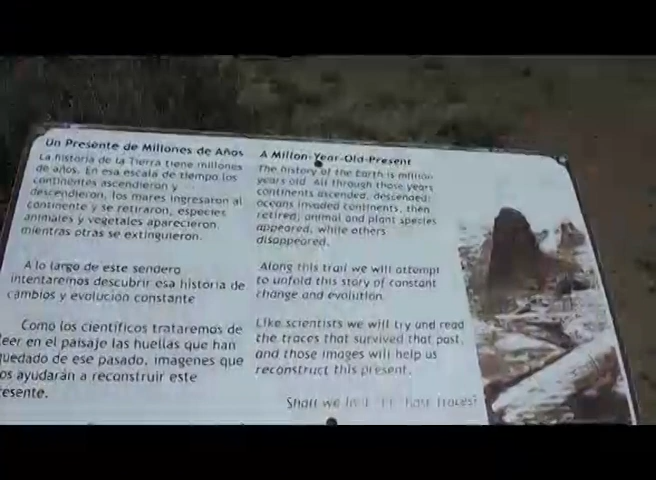 Un Presente de Millones de Años
La historia de la Tierra tiene millones
de años. En esa escala de tiempo los
continentes ascendieron y
descendieron, los mares ingresaron al
continente y se retiraron, especies
animales y vegetales aparecieron,
mientras otras se extinguieron.
A lo largo de este sendero
intentaremos descubrir esa historia de
cambios y evolución constante
Como los científicos trataremos de
leer en el paisaje las huellas que han
quedado de ese pasado, imágenes que
nos ayudarán a reconstruir este
presente.
A Millon-Year-Old-Present
The history of the Earth is million
years old. All through those years
continents ascended, descended;
oceans invaded continents, then
retired; animal and plant species
appeared, while others
disappeared.
Along this trail we will attempt
to unfold this story of constant
change and evolution.
Like scientists we will try and read
the traces that survived that past,
and those images will help us
reconstruct this present.
Shall we traces?